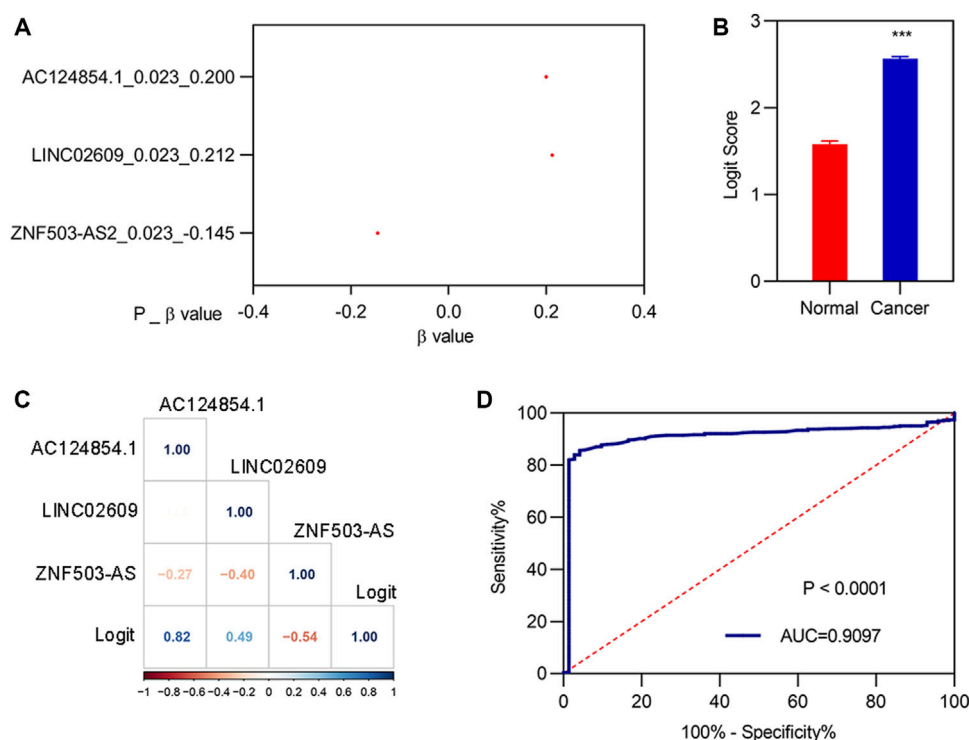 A
AC124854.1_0.023_0.200
LINC02609_0.023_0.212
ZNF503-AS2_0.023_-0.145
P_ β value
-0.4
-0.2
0.0
0.2
0.4
β value
B
***
Logit Score
3
2
1
0
Normal
Cancer
C
AC124854.1
AC124854.1
1.00
LINC02609
LINC02609
1.00
ZNF503-AS
ZNF503-AS
−0.27
−0.40
1.00
Logit
Logit
0.82
0.49
−0.54
1.00
−1
−0.8
−0.6
−0.4
−0.2
0
0.2
0.4
0.6
0.8
1
D
Sensitivity%
100
80
60
40
20
0
P < 0.0001
AUC=0.9097
0
20
40
60
80
100
100% - Specificity%